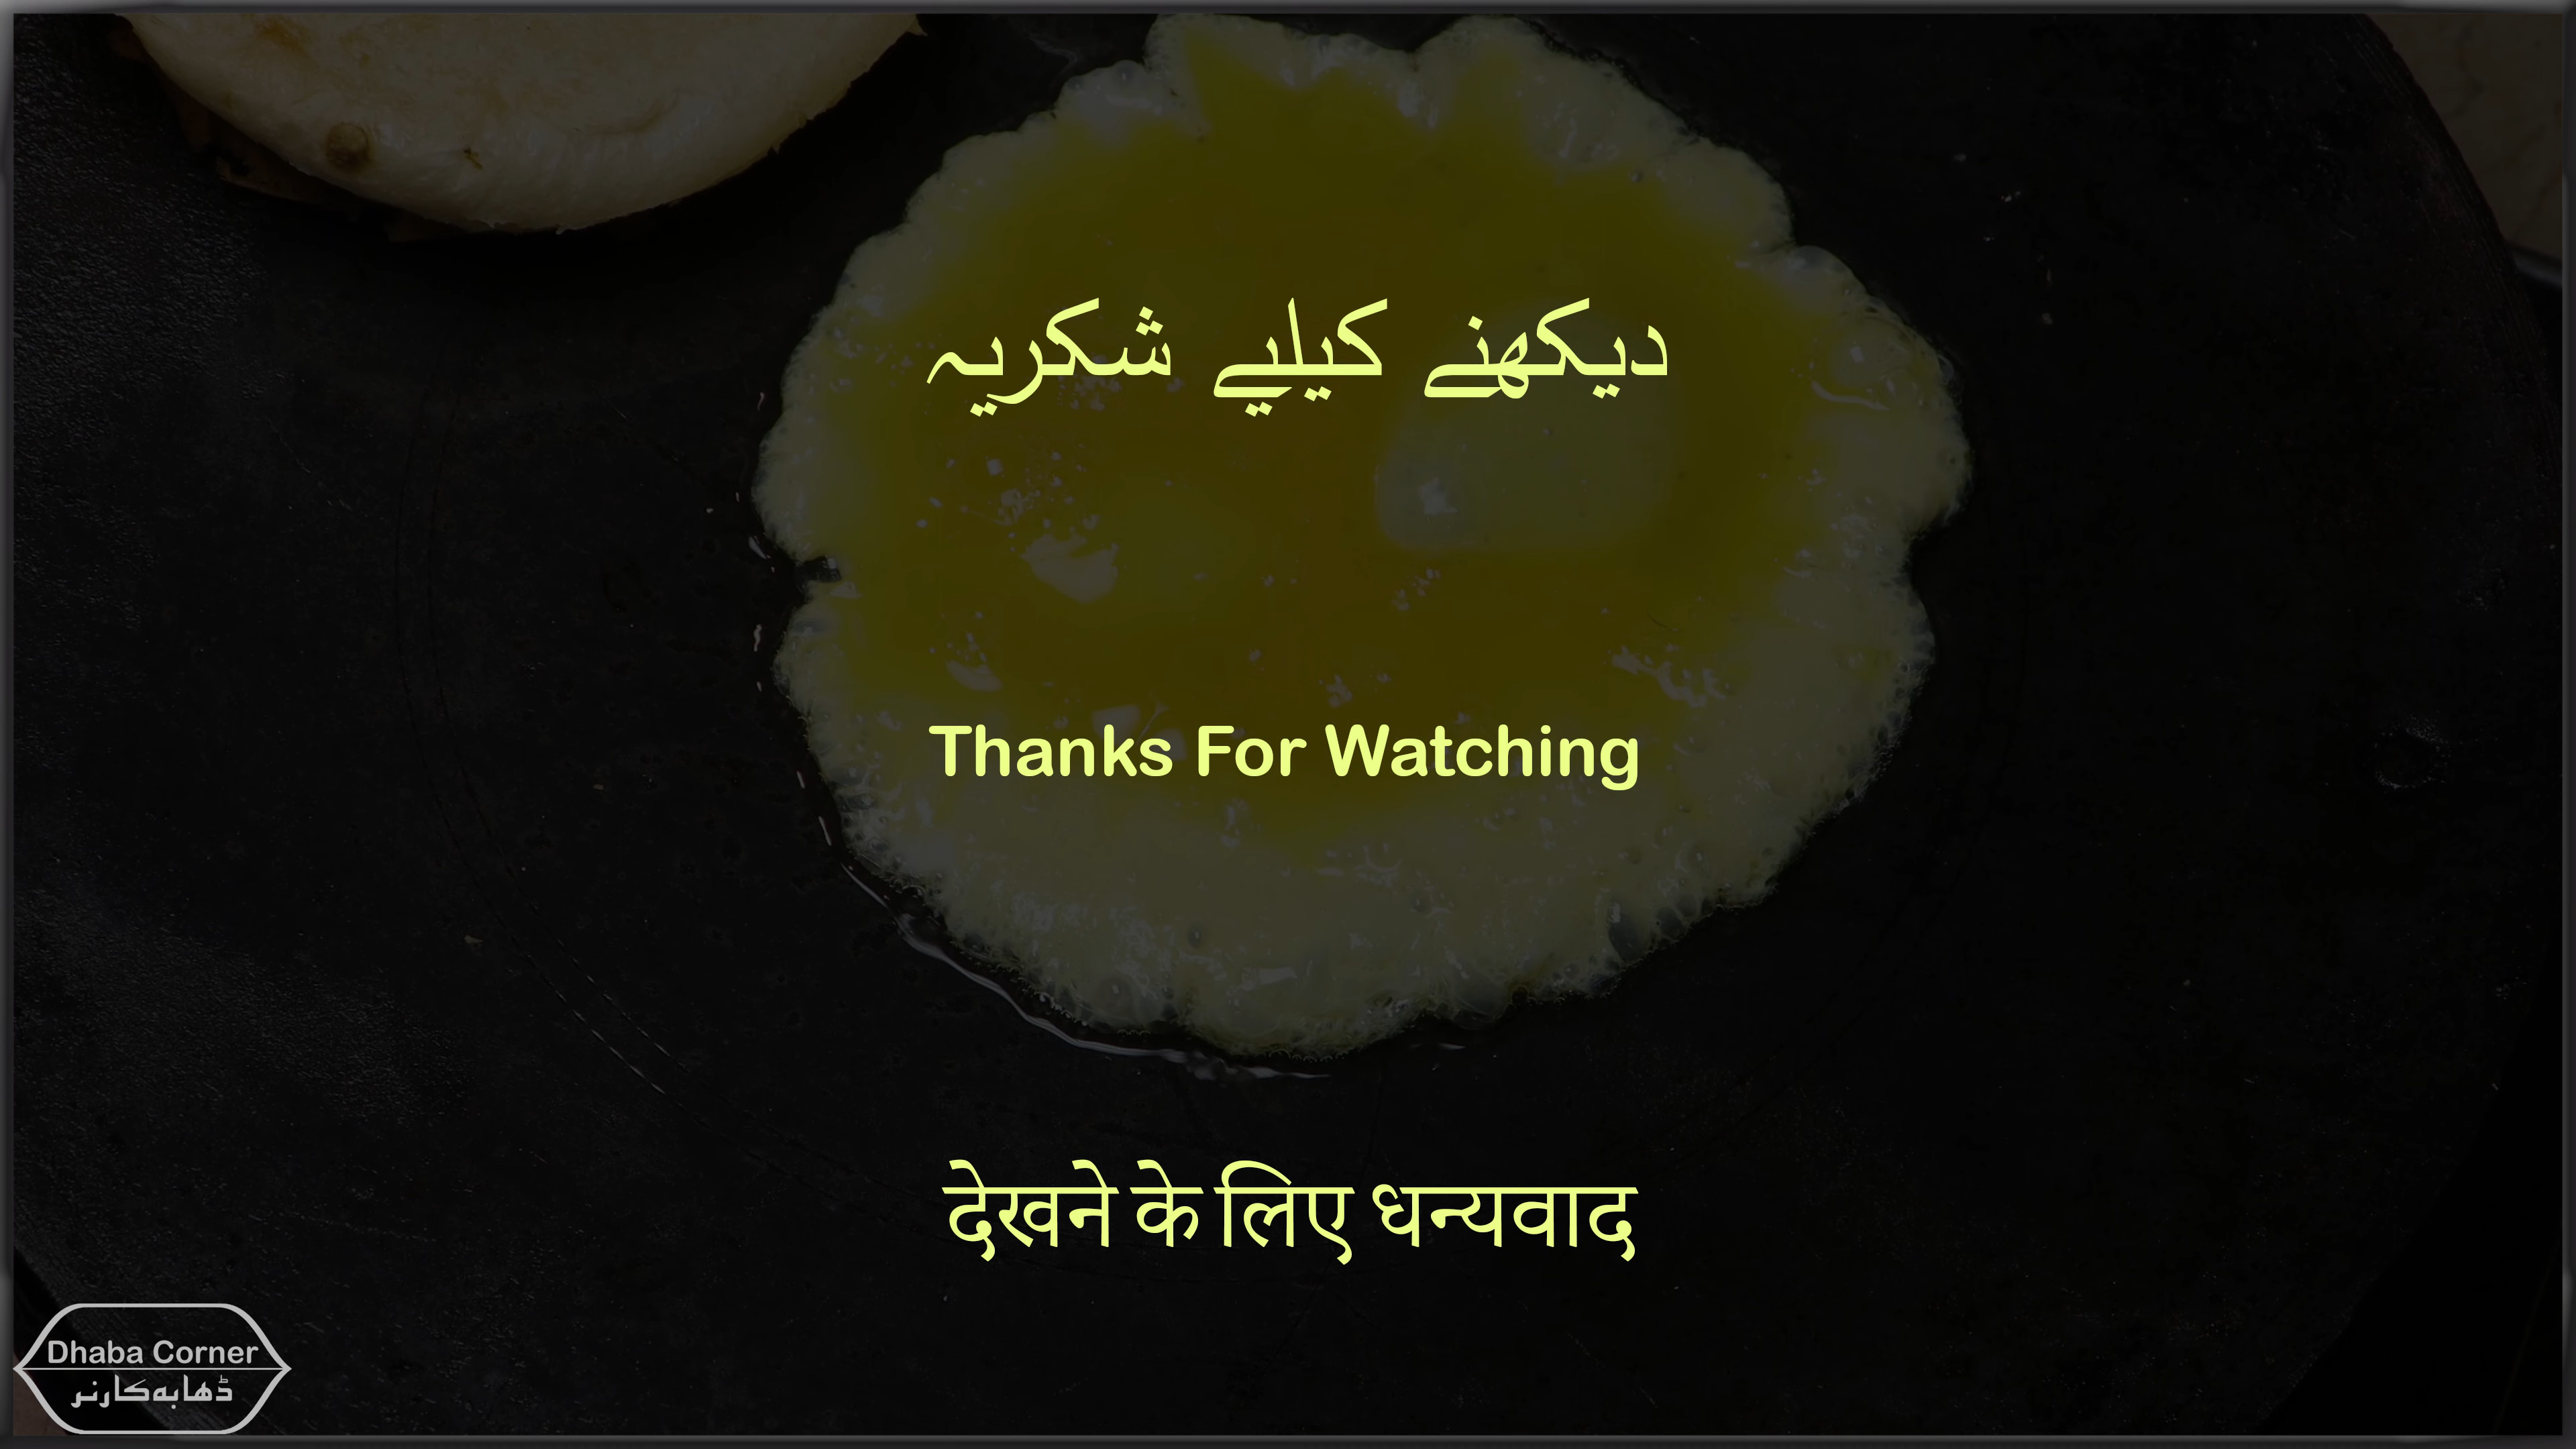 دیکھنے کیلیے شکریہ
Thanks For Watching
देखने के लिए धन्यवाद
Dhaba Corner
ڈھابہ کارنر